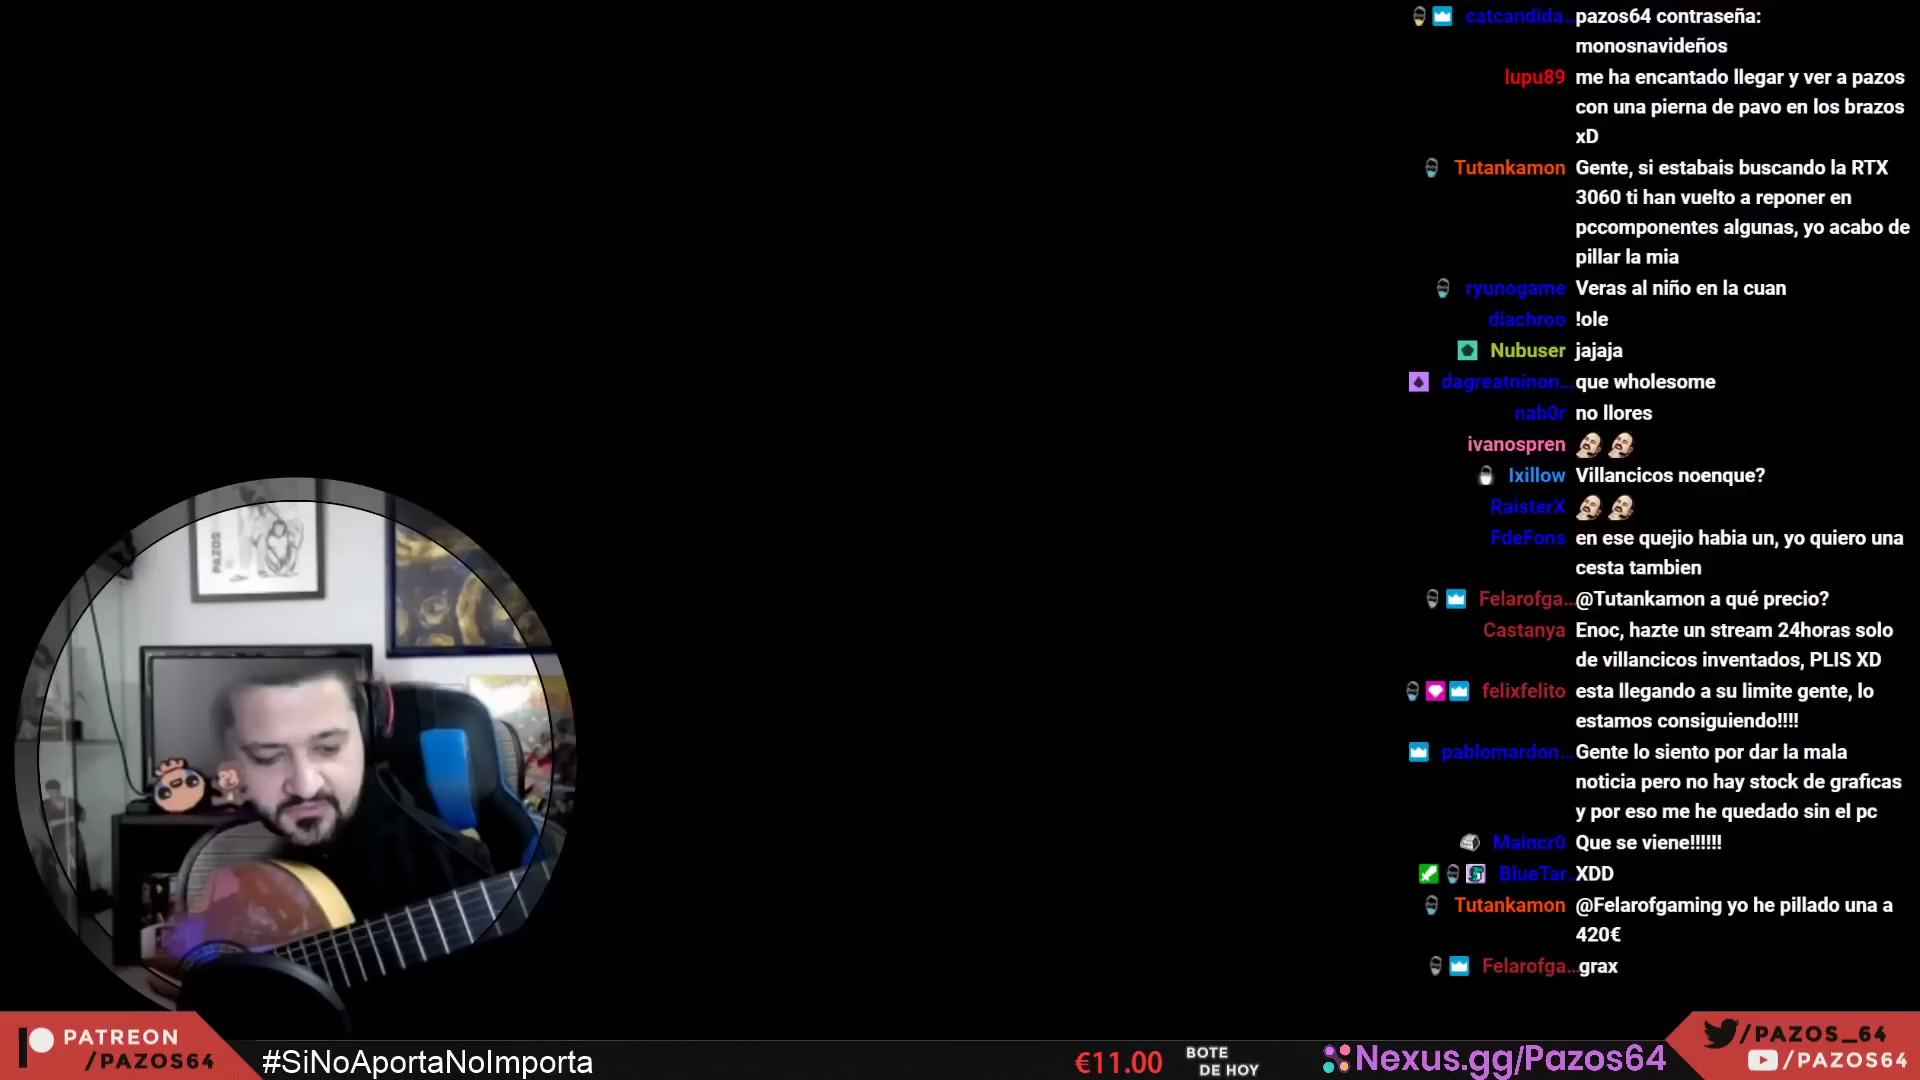 catcandida...pazos64 contraseña:
monosnavideños
lupu89 me ha encantado llegar y ver a pazos
con una pierna de pavo en los brazos
xD
Tutankamon Gente, si estabais buscando la RTX
3060 ti han vuelto a reponer en
pccomponentes algunas, yo acabo de
pillar la mia
ryunogame Veras al niño en la cuan
diachroo !ole
Nubuser jajaja
dagreatninon...que wholesome
nab0r no llores
ivanospren
Ixillow Villancicos noenque?
RaisterX
FdeFons en ese quejio habia un, yo quiero una
cesta tambien
Felarofga...@Tutankamon a qué precio?
Castanya Enoc, hazte un stream 24horas solo
de villancicos inventados, PLIS XD
felixfelito esta llegando a su limite gente, lo
estamos consiguiendo!!!!
pablomardon...Gente lo siento por dar la mala
noticia pero no hay stock de graficas
y por eso me he quedado sin el pc
Maincr0 Que se viene!!!!!!
BlueTar...XDD
Tutankamon @Felarofgaming yo he pillado una a
420€
Felarofga...grax
PAZOS
PATREON
/PAZOS64
#SiNoAportaNoImporta
€11.00
BOTE
DE HOY
Nexus.gg/Pazos64
/PAZOS_64
/PAZOS64